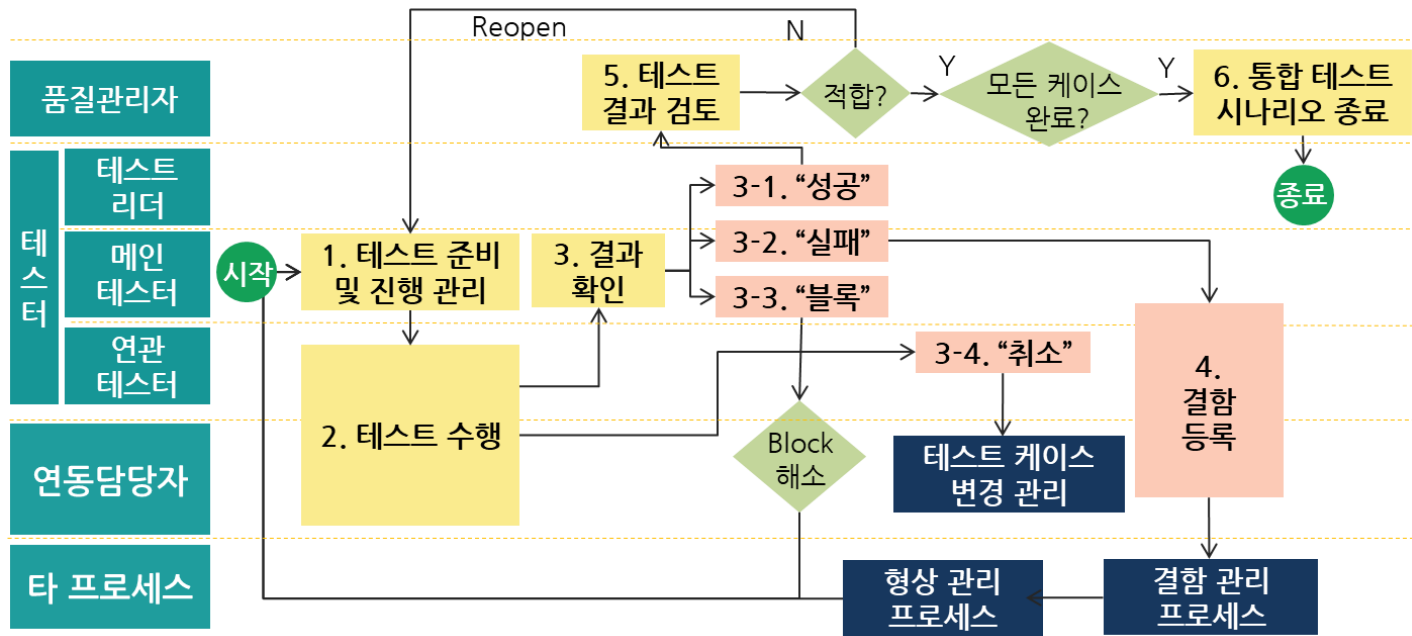 Reopen
N
품질관리자
5. 테스트
결과 검토
적합?
Y
모든 케이스
완료?
Y
6. 통합 테스트
시나리오 종료
테
스
터
테스트
리더
3-1. “성공”
종료
메인
테스터
시작
1. 테스트 준비
및 진행 관리
3. 결과
확인
3-2. “실패”
3-3. “블록”
연관
테스터
2. 테스트 수행
3-4. “취소”
4.
결함
등록
연동담당자
Block
해소
테스트 케이스
변경 관리
타 프로세스
형상 관리
프로세스
결함 관리
프로세스